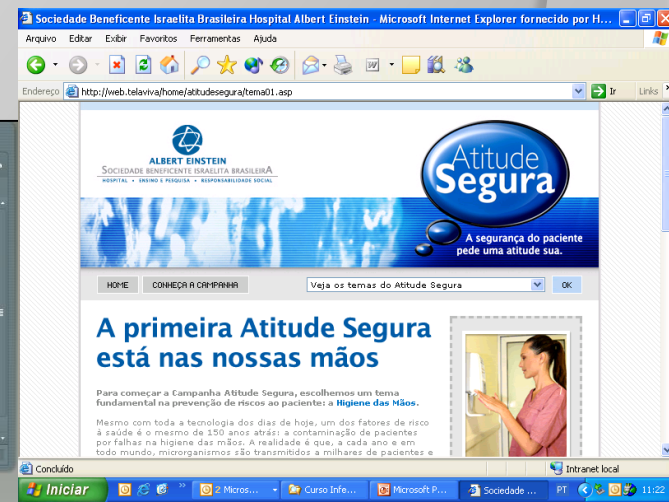 Sociedade Beneficente Israelita Brasileira Hospital Albert Einstein - Microsoft Internet Explorer fornecido por H...
Arquivo Editar Exibir Favoritos Ferramentas Ajuda
Endereço http://web.telaviva/home/atitudesegura/tema01.asp Ir Links
ALBERT EINSTEIN
SOCIEDADE BENEFICENTE ISRAELITA BRASILEIRA
HOSPITAL • ENSINO E PESQUISA • RESPONSABILIDADE SOCIAL
Atitude
Segura
A segurança do paciente
pede uma atitude sua.
HOME CONHEÇA A CAMPANHA Veja os temas do Atitude Segura OK
A primeira Atitude Segura
está nas nossas mãos
Para começar a Campanha Atitude Segura, escolhemos um tema
fundamental na prevenção de riscos ao paciente: a Higiene das Mãos.
Mesmo com toda a tecnologia dos dias de hoje, um dos fatores de risco
à saúde é o mesmo de 150 anos atrás: a contaminação de pacientes
por falhas na higiene das mãos. A realidade é que, a cada ano e em
todo mundo, microrganismos são transmitidos a milhares de pacientes e
Concluído Intranet local
Iniciar 2 Micros... Curso Infe... Microsoft P... Sociedade ... PT 11:22